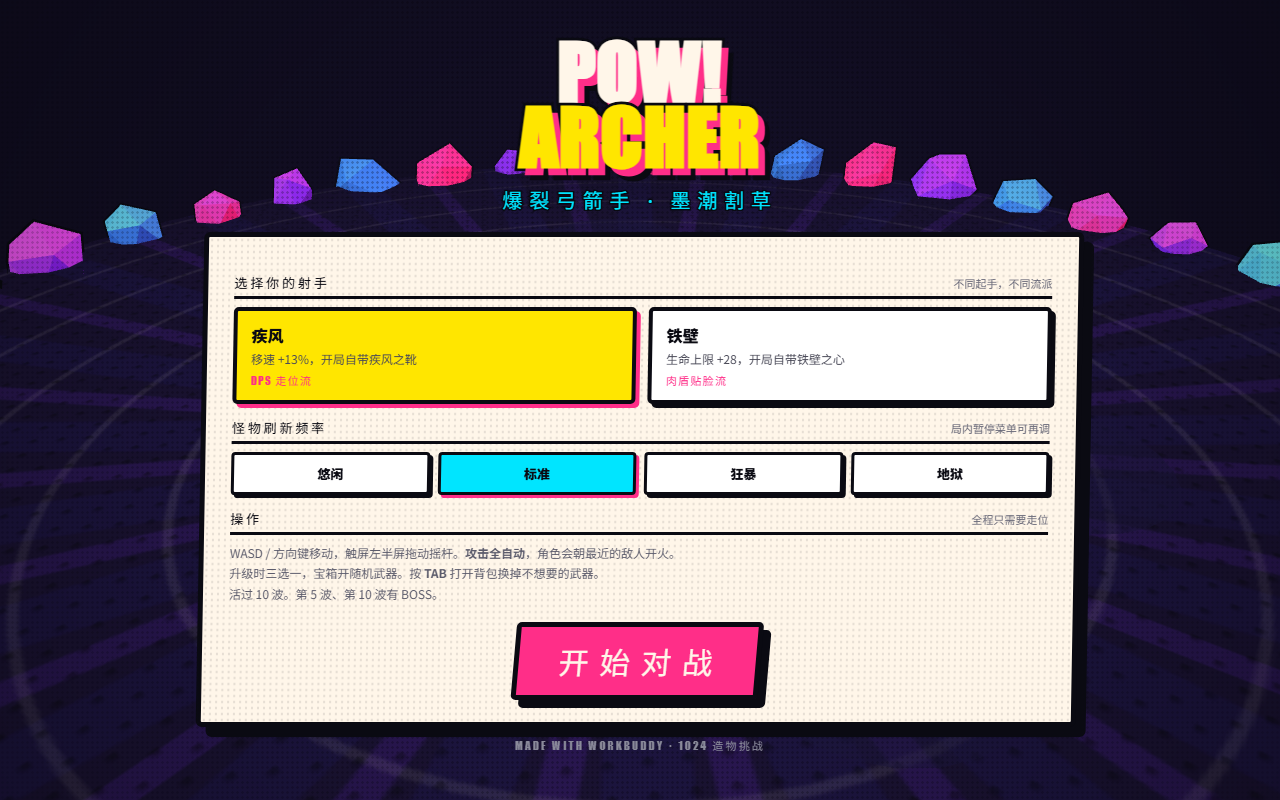 POW!
ARCHER
爆裂弓箭手 · 墨潮割草
选择你的射手
不同起手，不同流派
疾风
移速 +13%，开局自带疾风之靴
DPS 走位流
铁壁
生命上限 +28，开局自带铁壁之心
肉盾贴脸流
怪物刷新频率
局内暂停菜单可再调
悠闲
标准
狂暴
地狱
操作
全程只需要走位
WASD / 方向键移动，触屏左半屏拖动摇杆。攻击全自动，角色会朝最近的敌人开火。
升级时三选一，宝箱开随机武器。按 TAB 打开背包换掉不想要的武器。
活过 10 波。第 5 波、第 10 波有 BOSS。
开始对战
MADE WITH WORKBUDDY · 1024 造物挑战